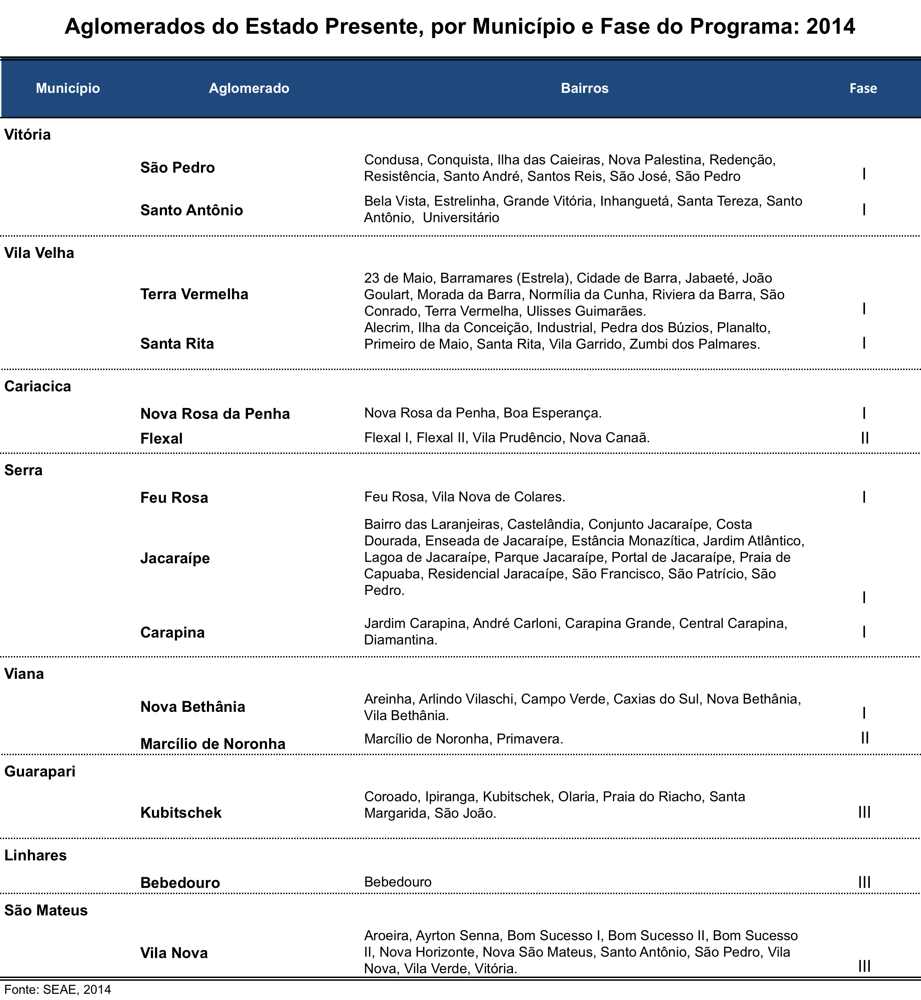 Aglomerados do Estado Presente, por Município e Fase do Programa: 2014
Município Aglomerado Bairros Fase
Vitória
São Pedro
Condusa, Conquista, Ilha das Caieiras, Nova Palestina, Redenção,
Resistência, Santo André, Santos Reis, São José, São Pedro
I
Santo Antônio
Bela Vista, Estrelinha, Grande Vitória, Inhanguetá, Santa Tereza, Santo
Antônio,  Universitário
I
Vila Velha
Terra Vermelha
23 de Maio, Barramares (Estrela), Cidade de Barra, Jabaeté, João
Goulart, Morada da Barra, Normília da Cunha, Riviera da Barra, São
Conrado, Terra Vermelha, Ulisses Guimarães.
I
Santa Rita
Alecrim, Ilha da Conceição, Industrial, Pedra dos Búzios, Planalto,
Primeiro de Maio, Santa Rita, Vila Garrido, Zumbi dos Palmares.
I
Cariacica
Nova Rosa da Penha Nova Rosa da Penha, Boa Esperança. I
Flexal Flexal I, Flexal II, Vila Prudêncio, Nova Canaã. II
Serra
Feu Rosa Feu Rosa, Vila Nova de Colares. I
Jacaraípe
Bairro das Laranjeiras, Castelândia, Conjunto Jacaraípe, Costa
Dourada, Enseada de Jacaraípe, Estância Monazítica, Jardim Atlântico,
Lagoa de Jacaraípe, Parque Jacaraípe, Portal de Jacaraípe, Praia de
Capuaba, Residencial Jaracaípe, São Francisco, São Patrício, São
Pedro.
I
Carapina
Jardim Carapina, André Carloni, Carapina Grande, Central Carapina,
Diamantina.
I
Viana
Nova Bethânia
Areinha, Arlindo Vilaschi, Campo Verde, Caxias do Sul, Nova Bethânia,
Vila Bethânia.
I
Marcílio de Noronha Marcílio de Noronha, Primavera. II
Guarapari
Kubitschek
Coroado, Ipiranga, Kubitschek, Olaria, Praia do Riacho, Santa
Margarida, São João.
III
Linhares
Bebedouro Bebedouro III
São Mateus
Vila Nova
Aroeira, Ayrton Senna, Bom Sucesso I, Bom Sucesso II, Bom Sucesso
II, Nova Horizonte, Nova São Mateus, Santo Antônio, São Pedro, Vila
Nova, Vila Verde, Vitória.
III
Fonte: SEAE, 2014